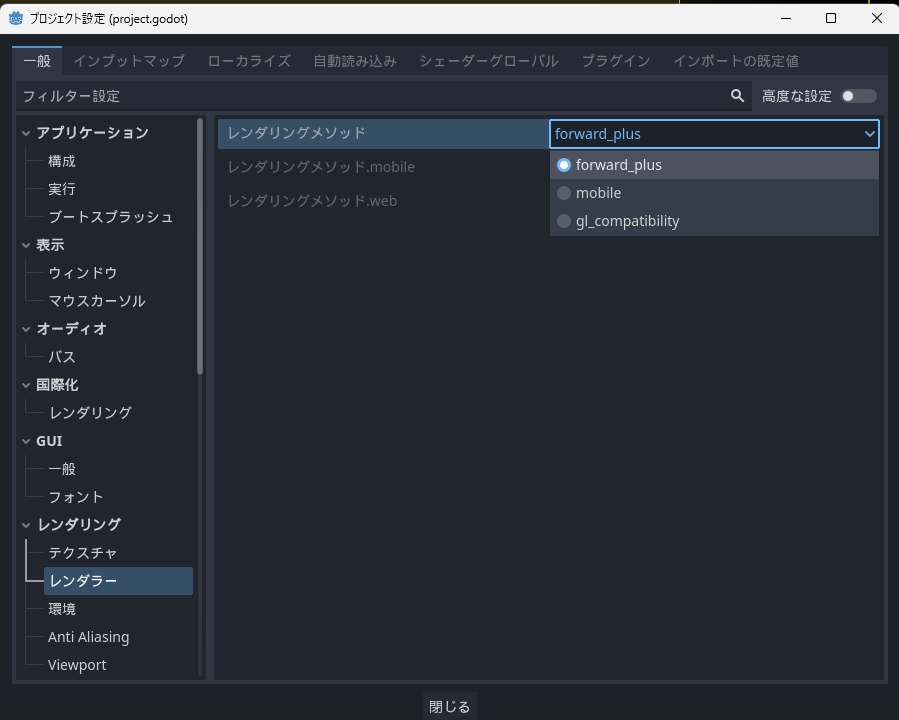 プロジェクト設定 (project.godot)
一般 インプットマップ ローカライズ 自動読み込み シェーダーグローバル プラグイン インポートの既定値
フィルター設定 高度な設定
アプリケーション
構成
実行
ブートスプラッシュ
表示
ウィンドウ
マウスカーソル
オーディオ
バス
国際化
レンダリング
GUI
一般
フォント
レンダリング
テクスチャ
レンダラー
環境
Anti Aliasing
Viewport
レンダリングメソッド forward_plus
レンダリングメソッド.mobile
レンダリングメソッド.web
forward_plus
mobile
gl_compatibility
閉じる